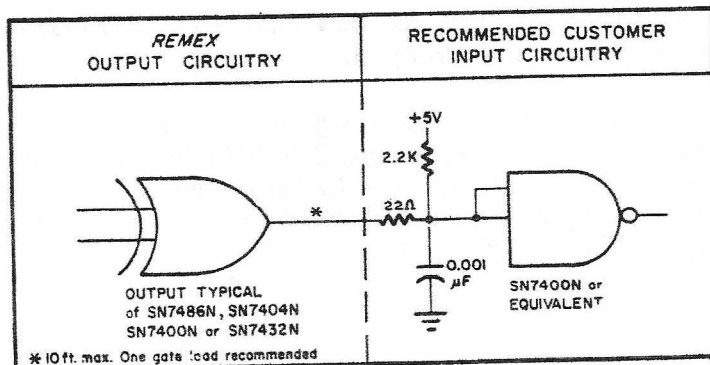 REMEX
OUTPUT CIRCUITRY
RECOMMENDED CUSTOMER
INPUT CIRCUITRY
+5V
2.2K
22Ω
*
0.001
µF
OUTPUT TYPICAL
of SN7486N, SN7404N
SN7400N or SN7432N
SN7400N or
EQUIVALENT
* 10 ft. max. One gate load recommended